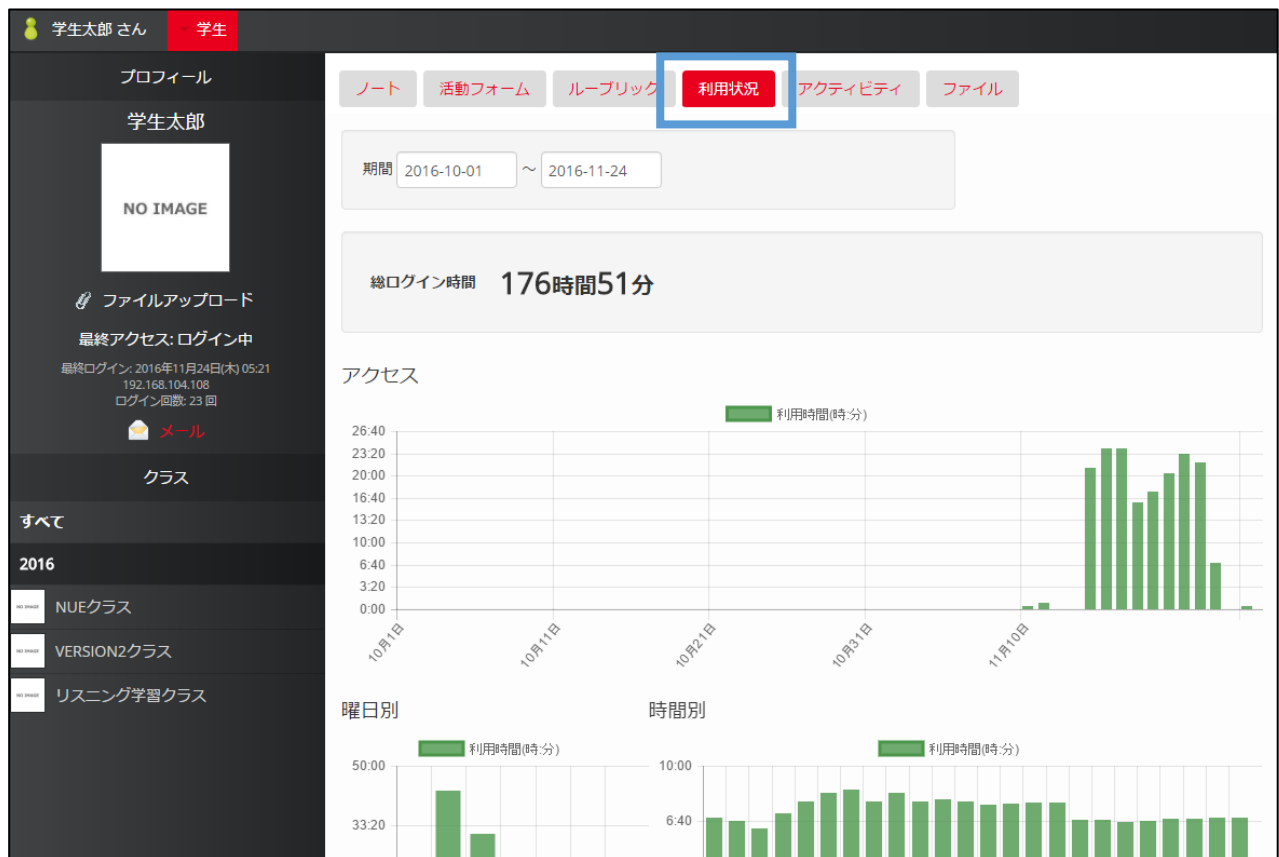 学生太郎 さん 学生
プロフィール
学生太郎
NO IMAGE
ファイルアップロード
最終アクセス: ログイン中
最終ログイン: 2016年11月24日(木) 05:21
192.168.104.108
ログイン回数: 23 回
メール
クラス
すべて
2016
NO IMAGE NUEクラス
NO IMAGE VERSION2クラス
NO IMAGE リスニング学習クラス
ノート 活動フォーム ルーブリック 利用状況 アクティビティ ファイル
期間 2016-10-01 ～ 2016-11-24
総ログイン時間 176時間51分
アクセス
利用時間(時:分)
26:40
23:20
20:00
16:40
13:20
10:00
6:40
3:20
0:00
10月1日 10月11日 10月21日 10月31日 11月10日
曜日別
利用時間(時:分)
50:00
33:20
時間別
利用時間(時:分)
10:00
6:40